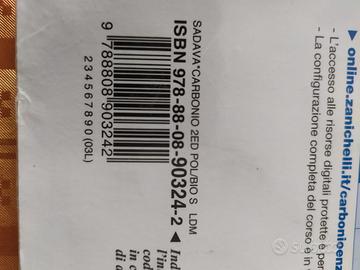 SADAVA*CARBONIO 2ED POL/BIO S LDM
ISBN 978-88-08-90324-2
9 788808 903242
2 3 4 5 6 7 8 9 0 (03L)
► online.zanichelli.it/carbonioenz
- L'accesso alle risorse digitali protette è per
- La configurazione completa del corso e in
◄ Ind
l'in
cod
in c
di a
subito